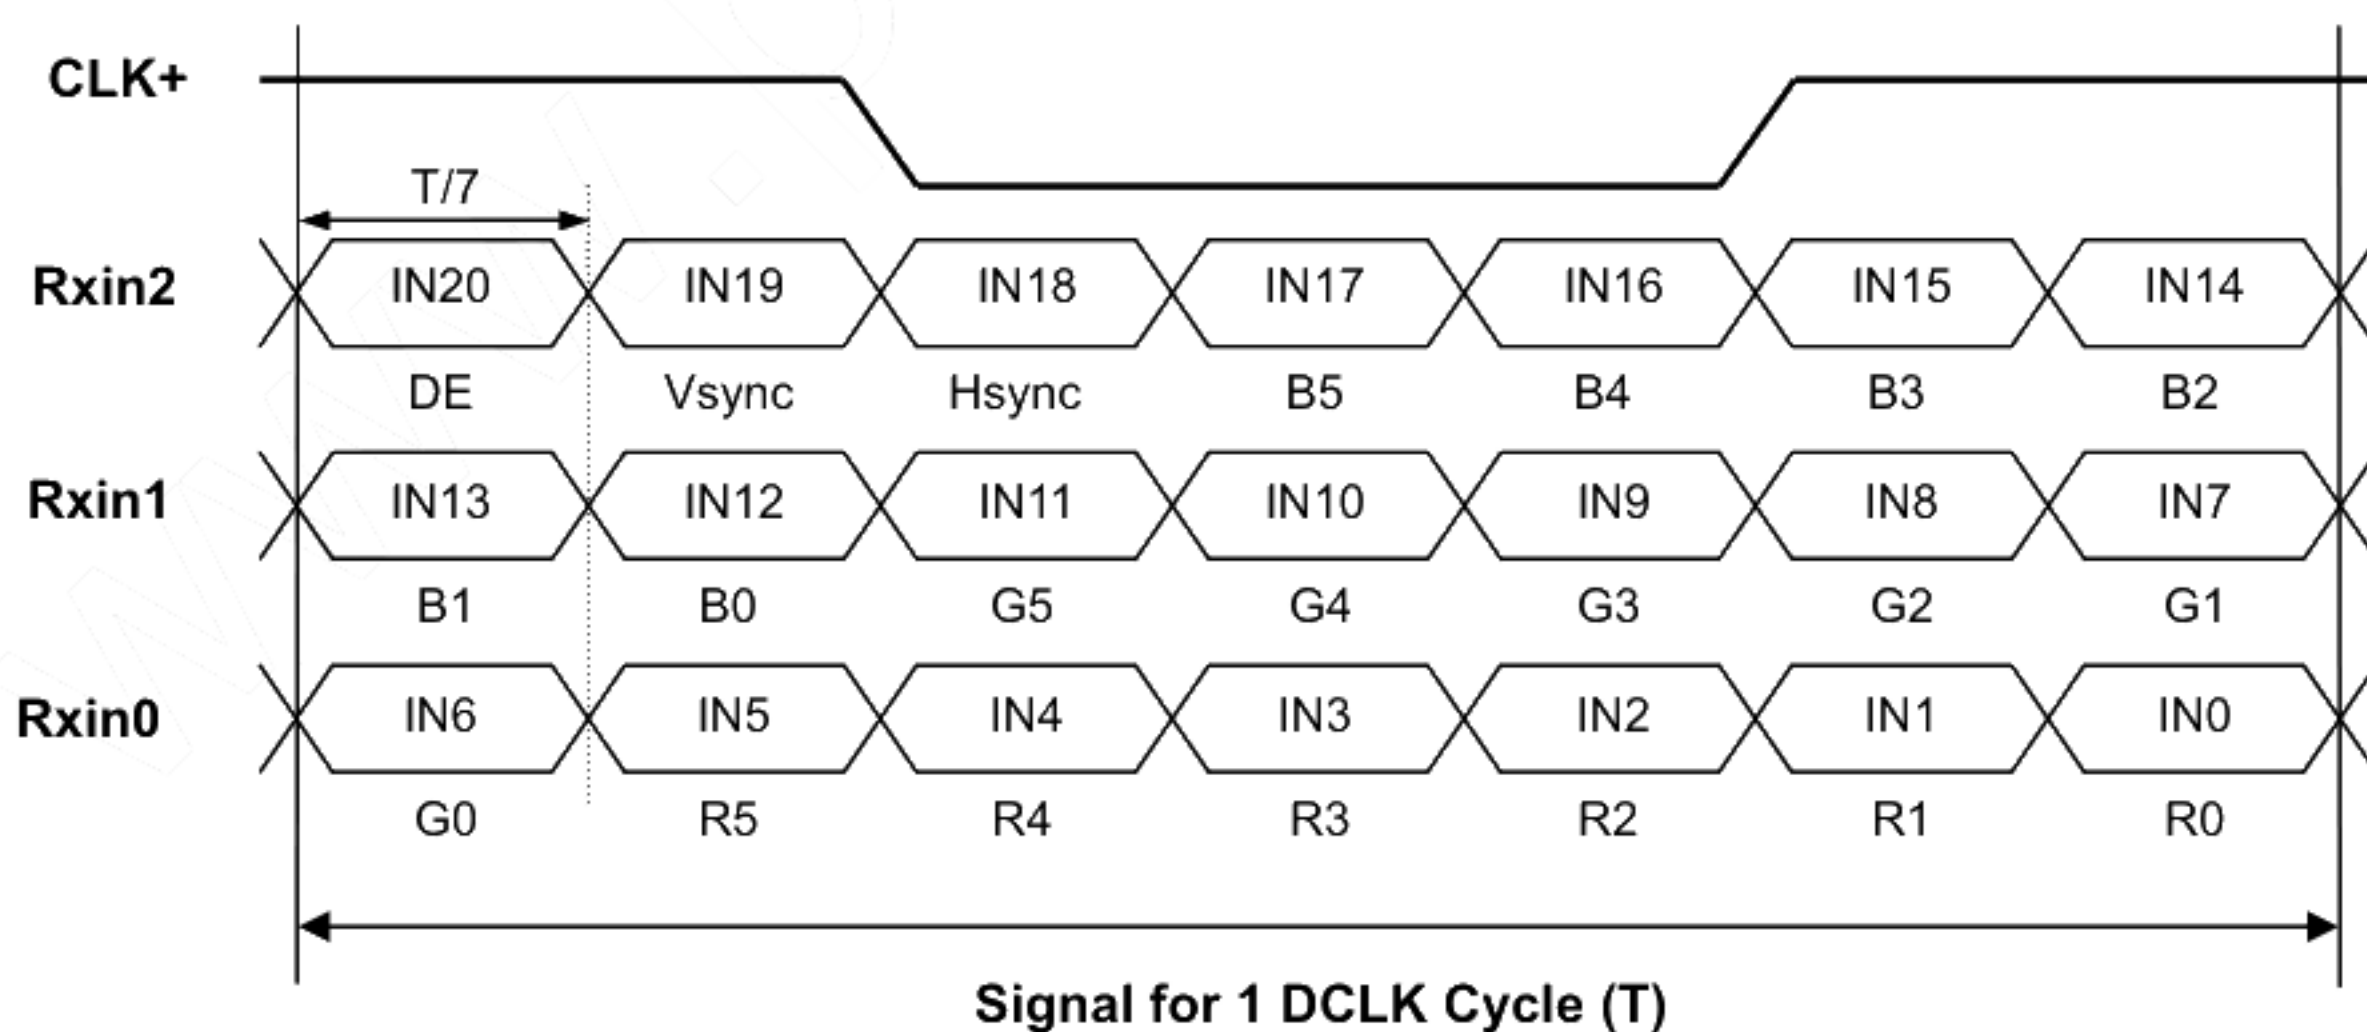 CLK+
T/7
Rxin2 IN20 IN19 IN18 IN17 IN16 IN15 IN14
DE Vsync Hsync B5 B4 B3 B2
Rxin1 IN13 IN12 IN11 IN10 IN9 IN8 IN7
B1 B0 G5 G4 G3 G2 G1
Rxin0 IN6 IN5 IN4 IN3 IN2 IN1 IN0
G0 R5 R4 R3 R2 R1 R0
Signal for 1 DCLK Cycle (T)